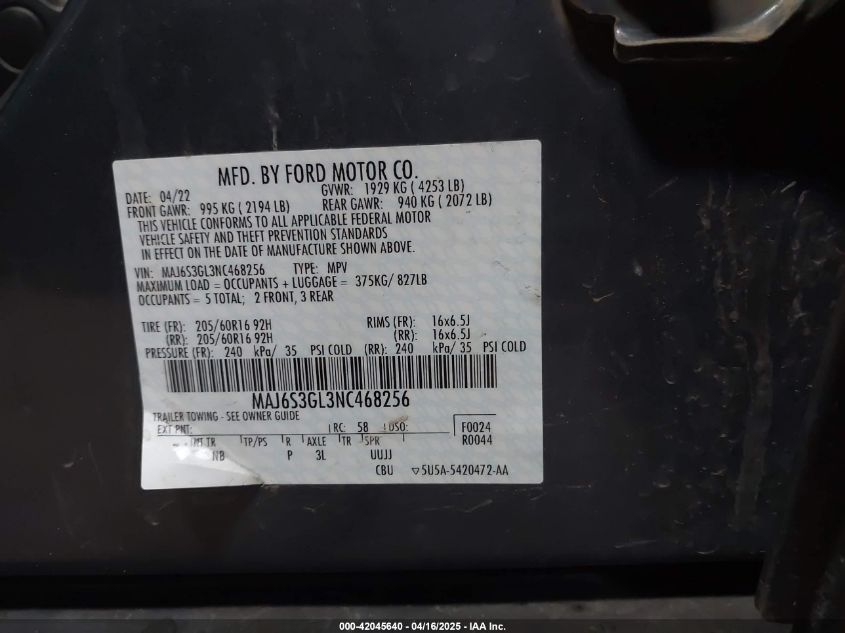 MFD. BY FORD MOTOR CO.
DATE: 04/22 GVWR: 1929 KG ( 4253 LB)
FRONT GAWR: 995 KG ( 2194 LB) REAR GAWR: 940 KG ( 2072 LB)
THIS VEHICLE CONFORMS TO ALL APPLICABLE FEDERAL MOTOR
VEHICLE SAFETY AND THEFT PREVENTION STANDARDS
IN EFFECT ON THE DATE OF MANUFACTURE SHOWN ABOVE.
VIN: MAJ6S3GL3NC468256 TYPE: MPV
MAXIMUM LOAD = OCCUPANTS + LUGGAGE = 375KG/ 827LB
OCCUPANTS = 5 TOTAL; 2 FRONT, 3 REAR
TIRE (FR): 205/60R16 92H RIMS (FR): 16x6.5J
(RR): 205/60R16 92H (RR): 16x6.5J
PRESSURE (FR): 240 kPa/ 35 PSI COLD (RR): 240 kPa/ 35 PSI COLD
MAJ6S3GL3NC468256
TRAILER TOWING - SEE OWNER GUIDE
EXT PNT: RC: 58 DSO: F0024
R0044
INT TR TP/PS R AXLE TR SPR
NB P 3L UUJJ
CBU 5U5A-5420472-AA
000-42045640 - 04/16/2025 - IAA Inc.